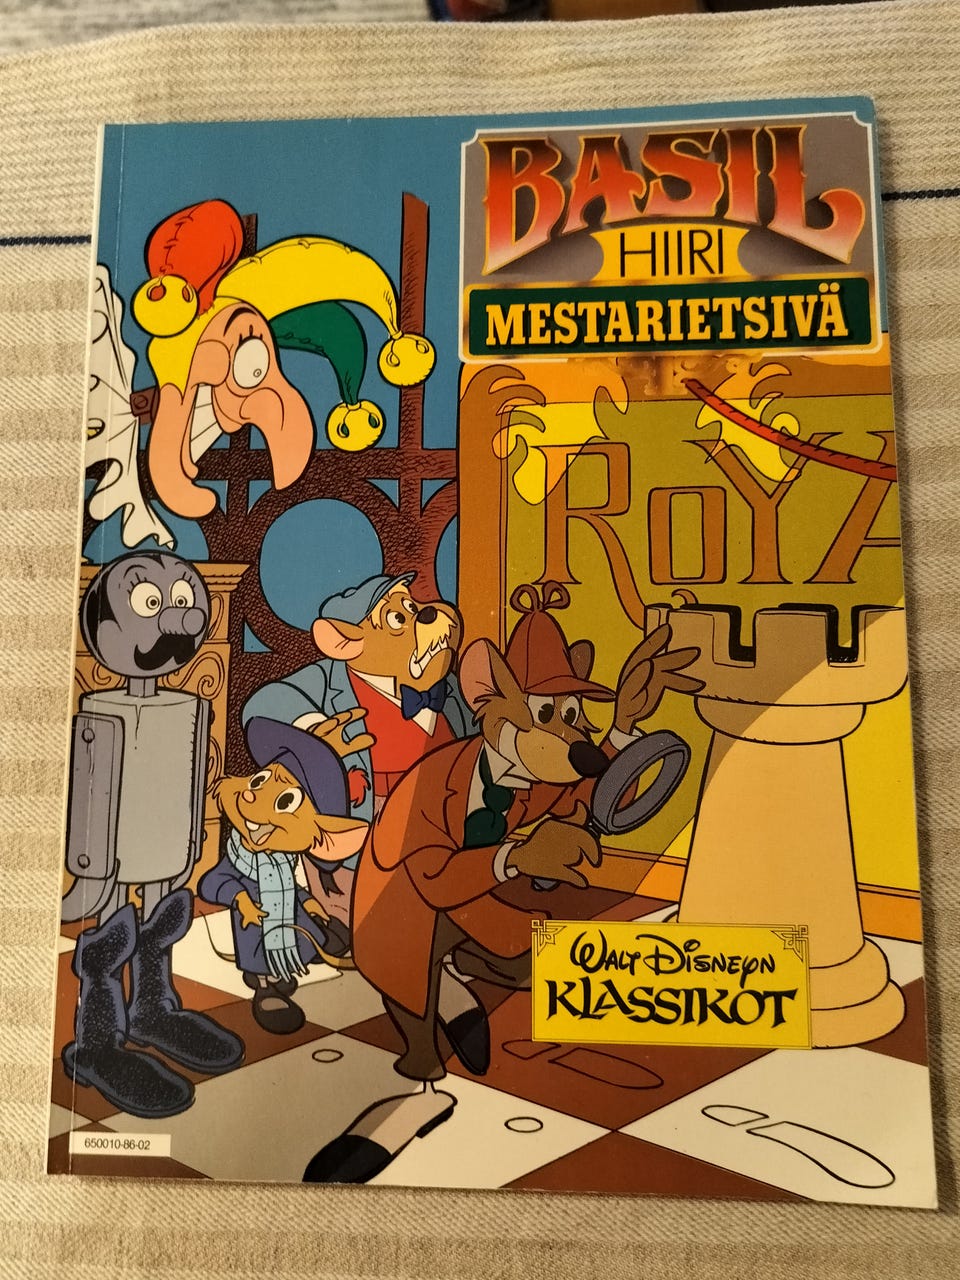 BASIL
HIIRI
MESTARIETSIVÄ
ROYA
WALT DISNEYN
KLASSIKOT
650010-86-02